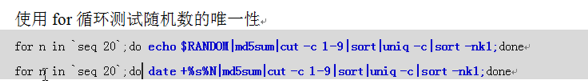 使用 for 循环测试随机数的唯一性
for n in `seq 20`;do echo $RANDOM|md5sum|cut -c 1-9|sort|uniq -c|sort -nk1;done
for n in `seq 20`;do date +%s%N|md5sum|cut -c 1-9|sort|uniq -c|sort -nk1;done